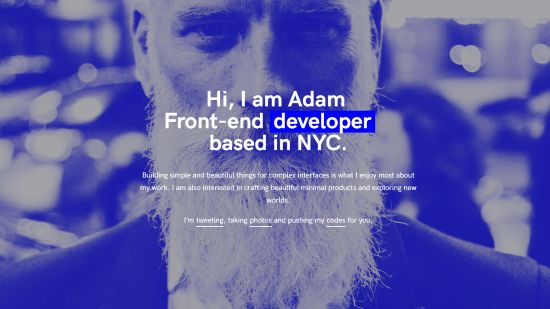 Hi, I am Adam
Front-end developer
based in NYC.
Building simple and beautiful things for complex interfaces is what I enjoy most about
my work. I am also interested in crafting beautiful minimal products and exploring new
worlds.
I'm tweeting, taking photos and pushing my codes for you.